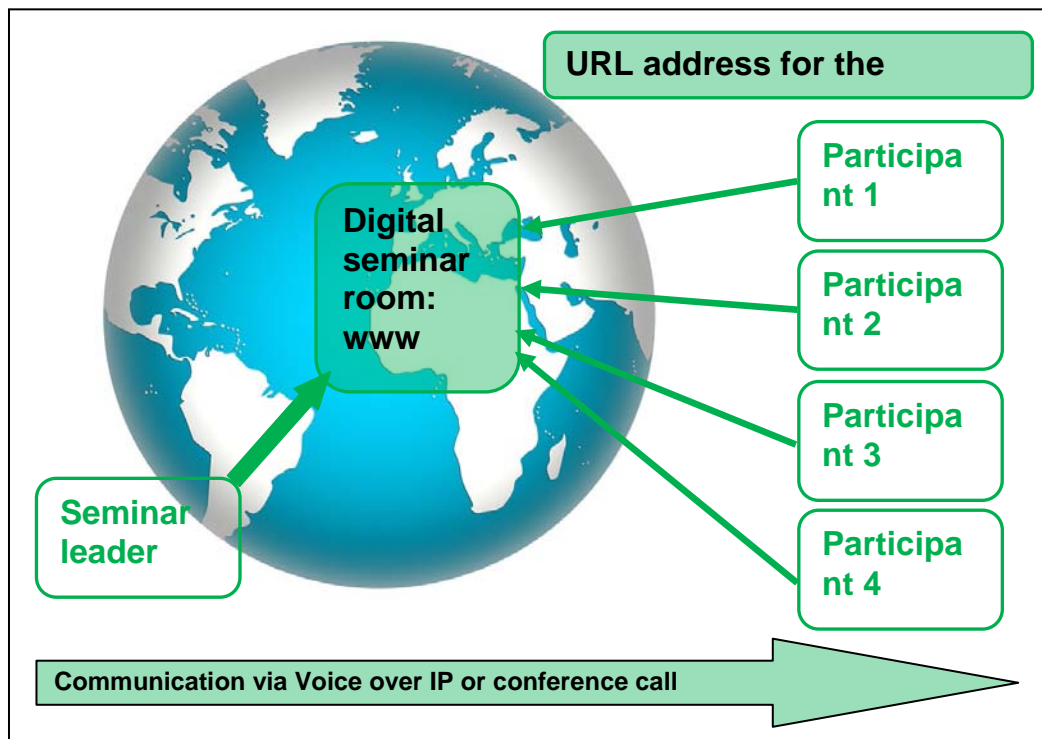 URL address for the
Participa
nt 1
Digital
seminar
room:
www
Participa
nt 2
Participa
nt 3
Seminar
leader
Participa
nt 4
Communication via Voice over IP or conference call